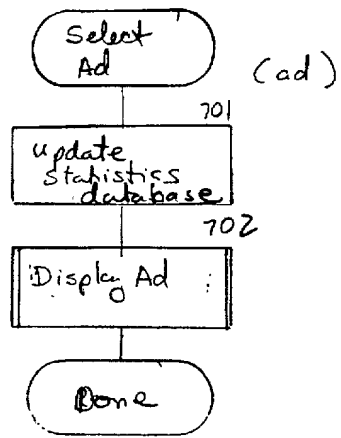 Select
Ad
(ad)
701
update
statistics
database
702
Display Ad
Done